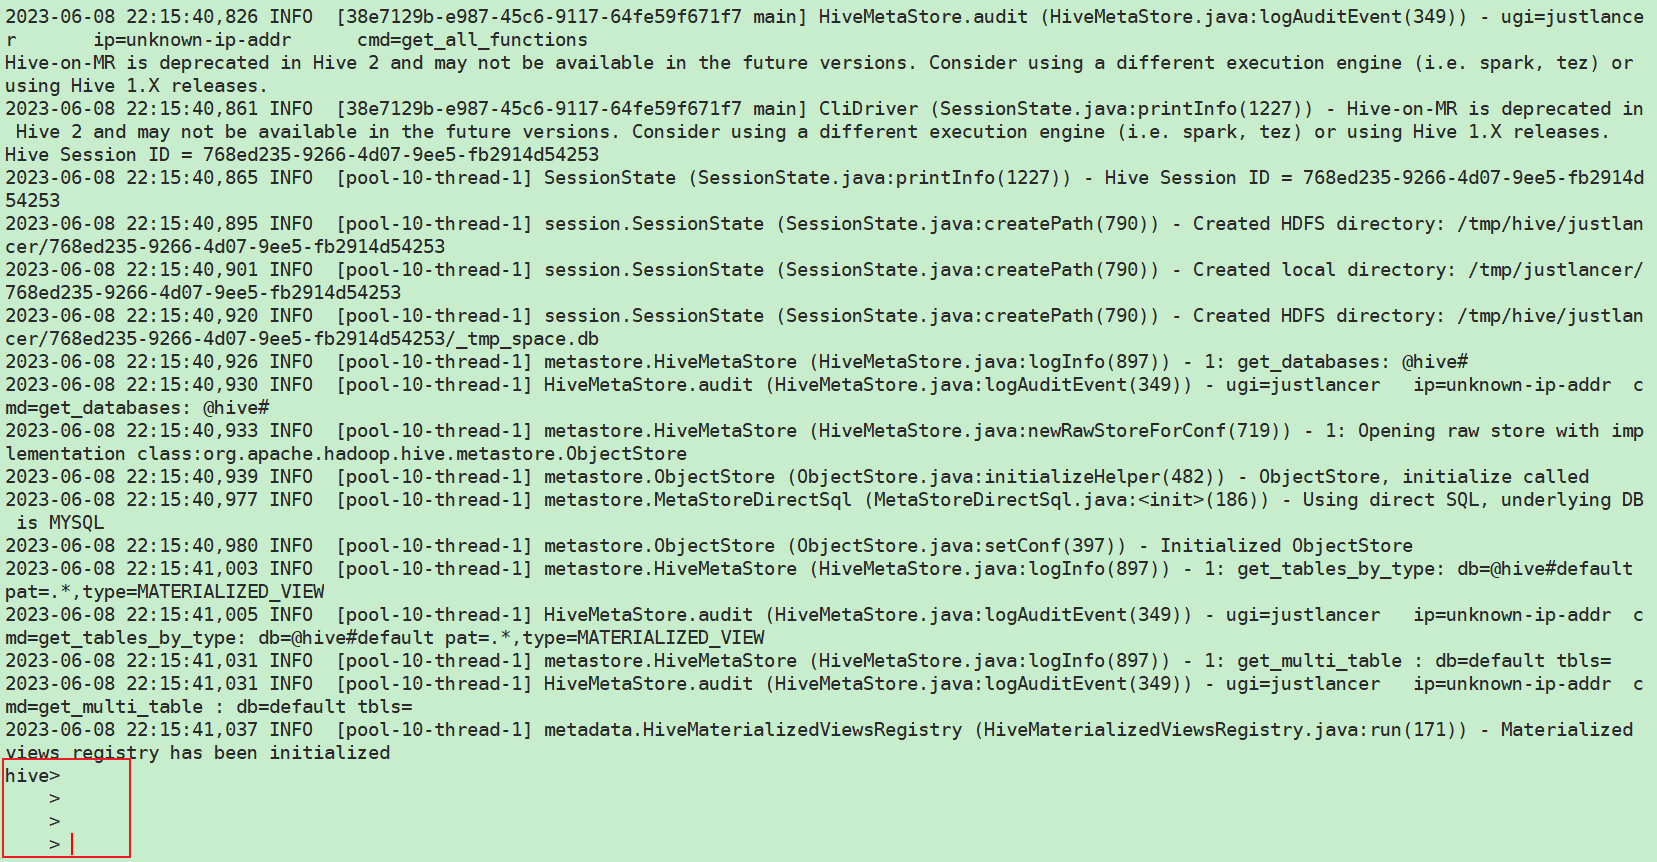 2023-06-08 22:15:40,826 INFO  [38e7129b-e987-45c6-9117-64fe59f671f7 main] HiveMetaStore.audit (HiveMetaStore.java:logAuditEvent(349)) - ugi=justlance
r       ip=unknown-ip-addr      cmd=get_all_functions
Hive-on-MR is deprecated in Hive 2 and may not be available in the future versions. Consider using a different execution engine (i.e. spark, tez) or
using Hive 1.X releases.
2023-06-08 22:15:40,861 INFO  [38e7129b-e987-45c6-9117-64fe59f671f7 main] CliDriver (SessionState.java:printInfo(1227)) - Hive-on-MR is deprecated in
 Hive 2 and may not be available in the future versions. Consider using a different execution engine (i.e. spark, tez) or using Hive 1.X releases.
Hive Session ID = 768ed235-9266-4d07-9ee5-fb2914d54253
2023-06-08 22:15:40,865 INFO  [pool-10-thread-1] SessionState (SessionState.java:printInfo(1227)) - Hive Session ID = 768ed235-9266-4d07-9ee5-fb2914d
54253
2023-06-08 22:15:40,895 INFO  [pool-10-thread-1] session.SessionState (SessionState.java:createPath(790)) - Created HDFS directory: /tmp/hive/justlan
cer/768ed235-9266-4d07-9ee5-fb2914d54253
2023-06-08 22:15:40,901 INFO  [pool-10-thread-1] session.SessionState (SessionState.java:createPath(790)) - Created local directory: /tmp/justlancer/
768ed235-9266-4d07-9ee5-fb2914d54253
2023-06-08 22:15:40,920 INFO  [pool-10-thread-1] session.SessionState (SessionState.java:createPath(790)) - Created HDFS directory: /tmp/hive/justlan
cer/768ed235-9266-4d07-9ee5-fb2914d54253/_tmp_space.db
2023-06-08 22:15:40,926 INFO  [pool-10-thread-1] metastore.HiveMetaStore (HiveMetaStore.java:logInfo(897)) - 1: get_databases: @hive#
2023-06-08 22:15:40,930 INFO  [pool-10-thread-1] HiveMetaStore.audit (HiveMetaStore.java:logAuditEvent(349)) - ugi=justlancer   ip=unknown-ip-addr  c
md=get_databases: @hive#
2023-06-08 22:15:40,933 INFO  [pool-10-thread-1] metastore.HiveMetaStore (HiveMetaStore.java:newRawStoreForConf(719)) - 1: Opening raw store with imp
lementation class:org.apache.hadoop.hive.metastore.ObjectStore
2023-06-08 22:15:40,939 INFO  [pool-10-thread-1] metastore.ObjectStore (ObjectStore.java:initializeHelper(482)) - ObjectStore, initialize called
2023-06-08 22:15:40,977 INFO  [pool-10-thread-1] metastore.MetaStoreDirectSql (MetaStoreDirectSql.java:<init>(186)) - Using direct SQL, underlying DB
 is MYSQL
2023-06-08 22:15:40,980 INFO  [pool-10-thread-1] metastore.ObjectStore (ObjectStore.java:setConf(397)) - Initialized ObjectStore
2023-06-08 22:15:41,003 INFO  [pool-10-thread-1] metastore.HiveMetaStore (HiveMetaStore.java:logInfo(897)) - 1: get_tables_by_type: db=@hive#default
pat=.*,type=MATERIALIZED_VIEW
2023-06-08 22:15:41,005 INFO  [pool-10-thread-1] HiveMetaStore.audit (HiveMetaStore.java:logAuditEvent(349)) - ugi=justlancer   ip=unknown-ip-addr  c
md=get_tables_by_type: db=@hive#default pat=.*,type=MATERIALIZED_VIEW
2023-06-08 22:15:41,031 INFO  [pool-10-thread-1] metastore.HiveMetaStore (HiveMetaStore.java:logInfo(897)) - 1: get_multi_table : db=default tbls=
2023-06-08 22:15:41,031 INFO  [pool-10-thread-1] HiveMetaStore.audit (HiveMetaStore.java:logAuditEvent(349)) - ugi=justlancer   ip=unknown-ip-addr  c
md=get_multi_table : db=default tbls=
2023-06-08 22:15:41,037 INFO  [pool-10-thread-1] metadata.HiveMaterializedViewsRegistry (HiveMaterializedViewsRegistry.java:run(171)) - Materialized
views registry has been initialized
hive>
    >
    >
    >